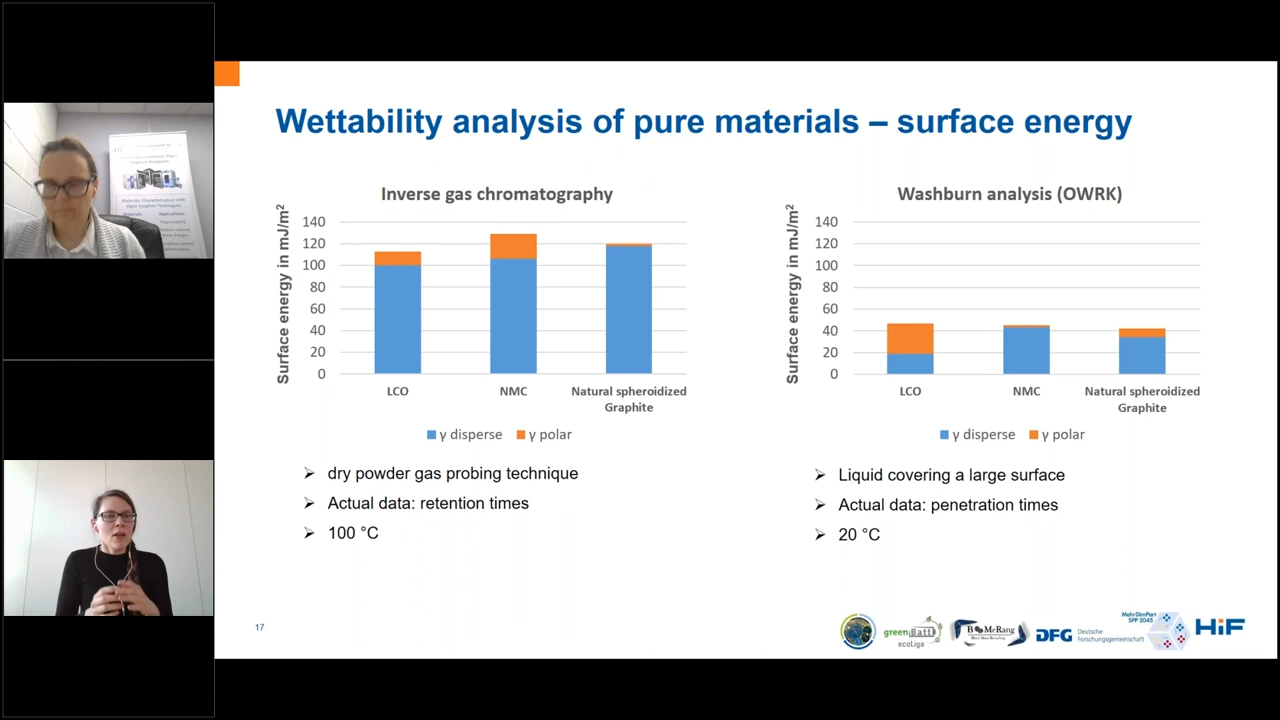 Wettability analysis of pure materials – surface energy
Inverse gas chromatography
Surface energy in mJ/m²
140
120
100
80
60
40
20
0
LCO
NMC
Natural spheroidized
Graphite
γ disperse
γ polar
dry powder gas probing technique
Actual data: retention times
100 °C
Washburn analysis (OWRK)
Surface energy in mJ/m²
140
120
100
80
60
40
20
0
LCO
NMC
Natural spheroidized
Graphite
γ disperse
γ polar
Liquid covering a large surface
Actual data: penetration times
20 °C
17
greenBatt
ecoLiga
DFG Deutsche
Forschungsgemeinschaft
MehrDimPart
SPP 2045
HiF